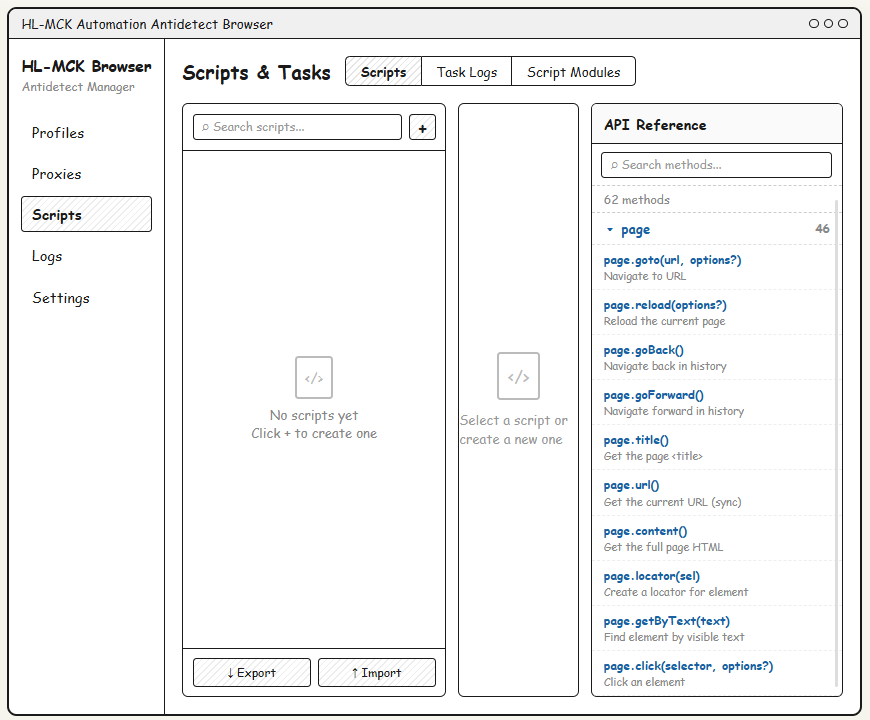 HL-MCK Automation Antidetect Browser
HL-MCK Browser
Antidetect Manager
Profiles
Proxies
Scripts
Logs
Settings
Scripts & Tasks
Scripts
Task Logs
Script Modules
Search scripts...
+
</>
No scripts yet
Click + to create one
↓ Export
↑ Import
</>
Select a script or
create a new one
API Reference
Search methods...
62 methods
page 46
page.goto(url, options?)
Navigate to URL
page.reload(options?)
Reload the current page
page.goBack()
Navigate back in history
page.goForward()
Navigate forward in history
page.title()
Get the page <title>
page.url()
Get the current URL (sync)
page.content()
Get the full page HTML
page.locator(sel)
Create a locator for element
page.getByText(text)
Find element by visible text
page.click(selector, options?)
Click an element